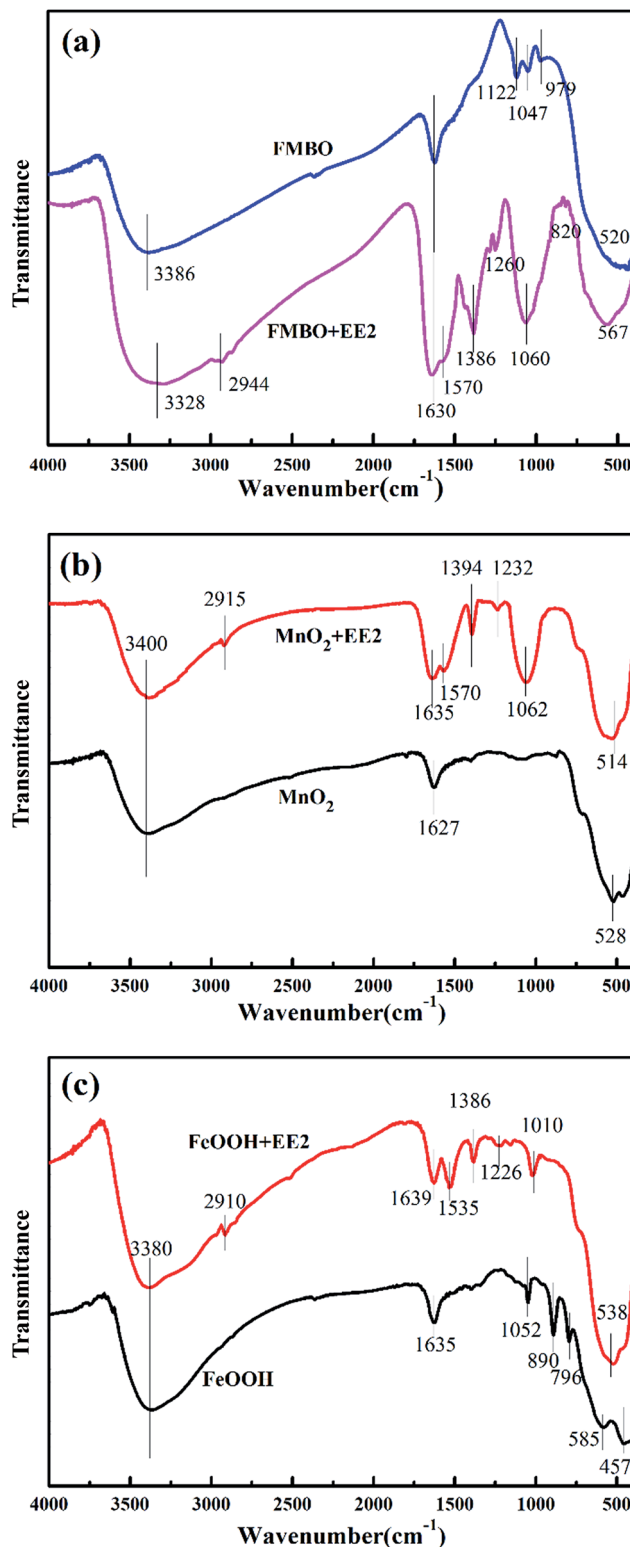 (a)
1122
1047
979
FMBO
3386
820
520
1260
FMBO+EE2
1386
1060
567
3328
2944
1570
1630
Transmittance
4000 3500 3000 2500 2000 1500 1000 500
Wavenumber(cm-1)
(b)
1394
1232
2915
3400
MnO2+EE2
1635
1570
1062
514
MnO2
1627
528
Transmittance
4000 3500 3000 2500 2000 1500 1000 500
Wavenumber(cm-1)
(c)
1386
1010
FeOOH+EE2
1226
2910
1639
1535
3380
538
1052
1635
890
796
FeOOH
585
457
Transmittance
4000 3500 3000 2500 2000 1500 1000 500
Wavenumber(cm-1)